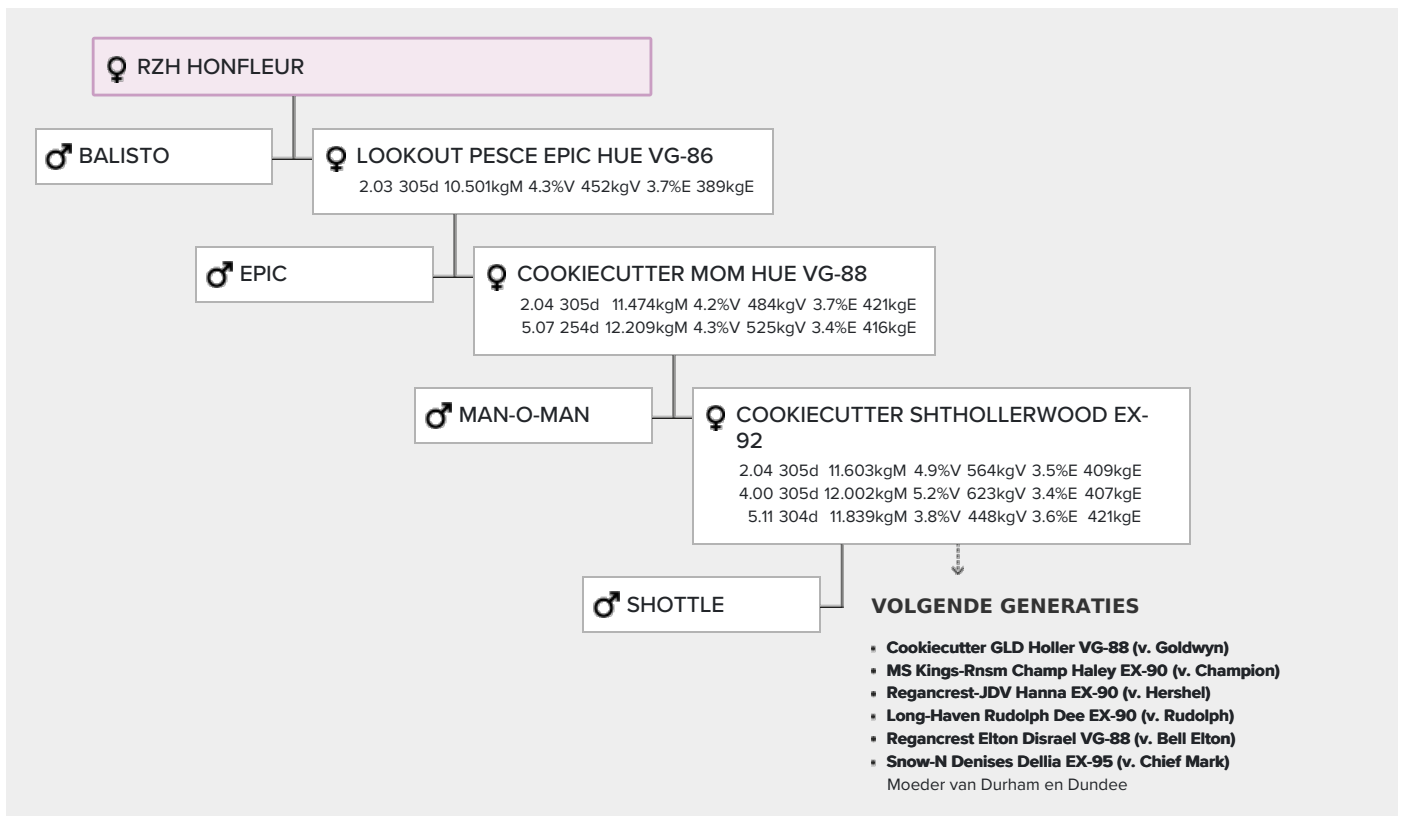 RZH HONFLEUR
BALISTO
LOOKOUT PESCE EPIC HUE VG-86
2.03 305d 10.501kgM 4.3%V 452kgV 3.7%E 389kgE
EPIC
COOKIECUTTER MOM HUE VG-88
2.04 305d 11.474kgM 4.2%V 484kgV 3.7%E 421kgE
5.07 254d 12.209kgM 4.3%V 525kgV 3.4%E 416kgE
MAN-O-MAN
COOKIECUTTER SHTHOLLERWOOD EX-
92
2.04 305d 11.603kgM 4.9%V 564kgV 3.5%E 409kgE
4.00 305d 12.002kgM 5.2%V 623kgV 3.4%E 407kgE
5.11 304d 11.839kgM 3.8%V 448kgV 3.6%E 421kgE
SHOTTLE
VOLGENDE GENERATIES
Cookiecutter GLD Holler VG-88 (v. Goldwyn)
MS Kings-Rnsm Champ Haley EX-90 (v. Champion)
Regancrest-JDV Hanna EX-90 (v. Hershel)
Long-Haven Rudolph Dee EX-90 (v. Rudolph)
Regancrest Elton Disrael VG-88 (v. Bell Elton)
Snow-N Denises Dellia EX-95 (v. Chief Mark)
Moeder van Durham en Dundee